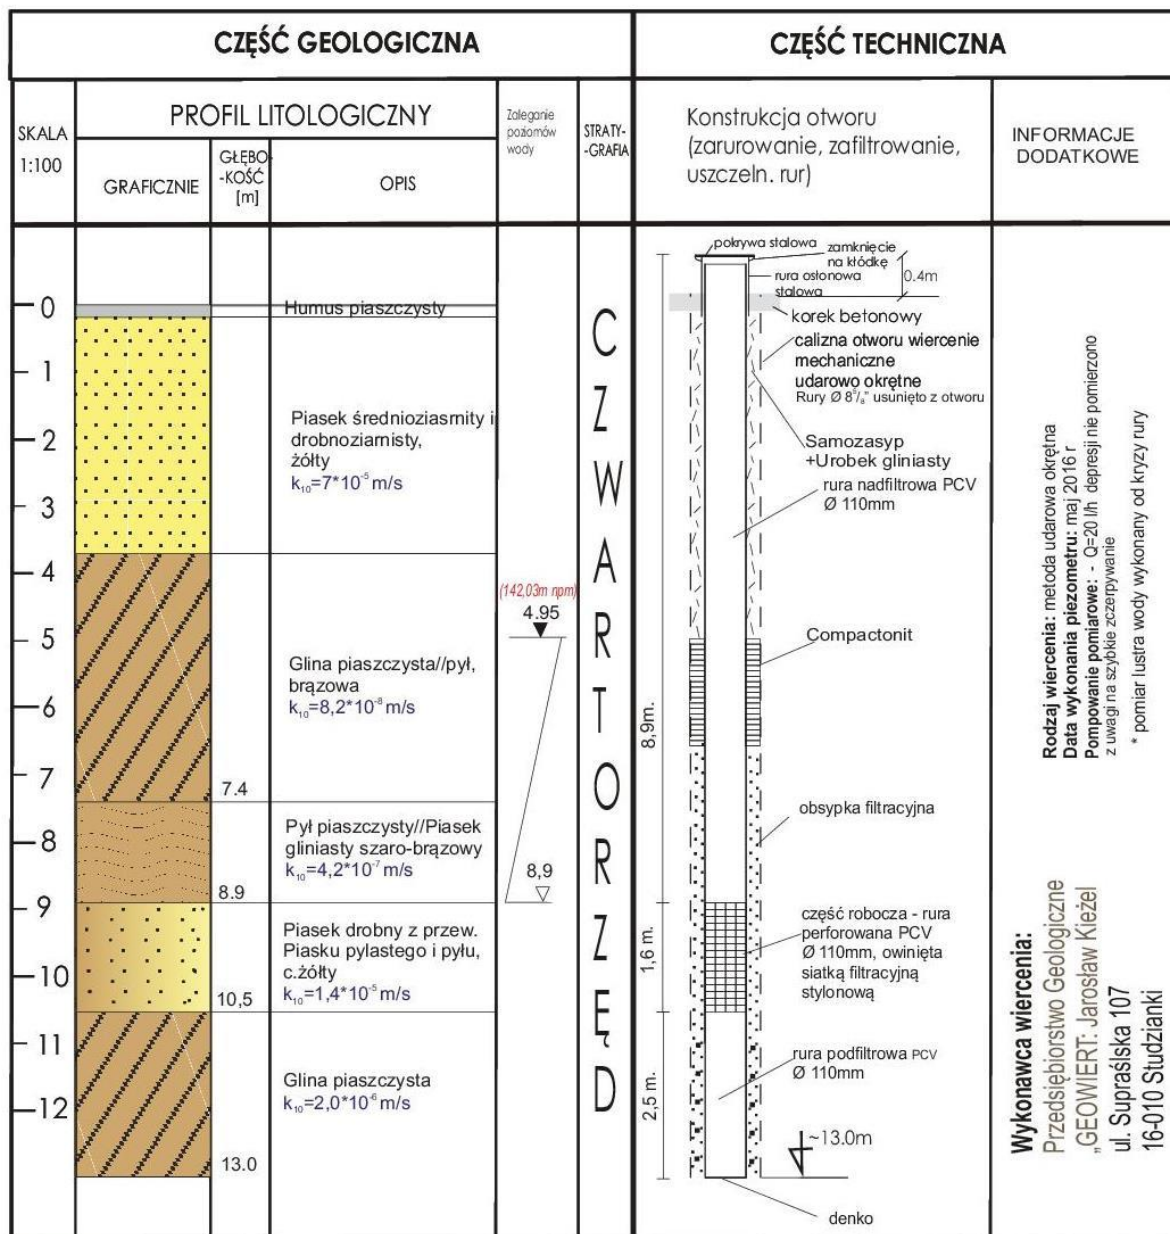 CZĘŚĆ GEOLOGICZNA
CZĘŚĆ TECHNICZNA
SKALA
1:100
PROFIL LITOLOGICZNY
GRAFICZNIE
GŁĘBO-
-KOŚĆ
[m]
OPIS
Zaleganie
poziomów
wody
STRATY-
-GRAFIA
Konstrukcja otworu
(zarurowanie, zafiltrowanie,
uszczeln. rur)
INFORMACJE
DODATKOWE
0
1
2
3
4
5
6
7
8
9
10
11
12
7.4
8.9
10,5
13.0
Humus piaszczysty
Piasek średnioziasrnity i
drobnoziarnisty,
żółty
k₁₀=7*10⁻⁵ m/s
Glina piaszczysta//pył,
brązowa
k₁₀=8,2*10⁻⁸ m/s
Pył piaszczysty//Piasek
gliniasty szaro-brązowy
k₁₀=4,2*10⁻⁷ m/s
Piasek drobny z przew.
Piasku pylastego i pyłu,
c.żółty
k₁₀=1,4*10⁻⁵ m/s
Glina piaszczysta
k₁₀=2,0*10⁻⁶ m/s
(142,03m npm)
4.95
8,9
CZWARTORZĘD
pokrywa stalowa
zamknięcie
na kłódkę
rura osłonowa
stalowa
0.4m
korek betonowy
calizna otworu wiercenie
mechaniczne
udarowo okrętne
Rury Ø 8⁵/₈" usunięto z otworu
Samozasyp
+Urobek gliniasty
rura nadfiltrowa PCV
Ø 110mm
Compactonit
obsypka filtracyjna
część robocza - rura
perforowana PCV
Ø 110mm, owinięta
siatką filtracyjną
stylonową
rura podfiltrowa PCV
Ø 110mm
~13.0m
denko
8,9m.
1,6 m.
2,5 m.
Rodzaj wiercenia: metoda udarowa okrętna
Data wykonania piezometru: maj 2016 r
Pompowanie pomiarowe: - Q=20 l/h depresji nie pomierzono
z uwagi na szybkie zczerpywanie
* pomiar lustra wody wykonany od kryzy rury
Wykonawca wiercenia:
Przedsiębiorstwo Geologiczne
„GEOWIERT: Jarosław Kieżel
ul. Supraślska 107
16-010 Studzianki